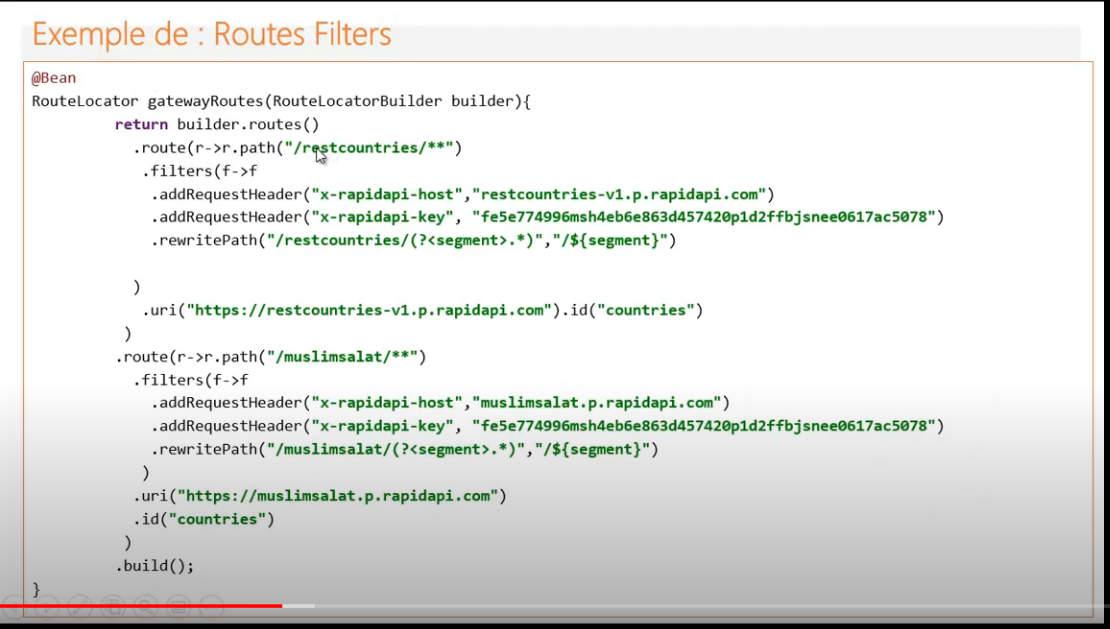 Exemple de : Routes Filters
@Bean
RouteLocator gatewayRoutes(RouteLocatorBuilder builder){
return builder.routes()
.route(r->r.path("/restcountries/**")
.filters(f->f
.addRequestHeader("x-rapidapi-host","restcountries-v1.p.rapidapi.com")
.addRequestHeader("x-rapidapi-key", "fe5e774996msh4eb6e863d457420p1d2ffbjsnee0617ac5078")
.rewritePath("/restcountries/(?<segment>.*)","/${segment}")
)
.uri("https://restcountries-v1.p.rapidapi.com").id("countries")
)
.route(r->r.path("/muslimsalat/**")
.filters(f->f
.addRequestHeader("x-rapidapi-host","muslimsalat.p.rapidapi.com")
.addRequestHeader("x-rapidapi-key", "fe5e774996msh4eb6e863d457420p1d2ffbjsnee0617ac5078")
.rewritePath("/muslimsalat/(?<segment>.*)","/${segment}")
)
.uri("https://muslimsalat.p.rapidapi.com")
.id("countries")
)
.build();
}